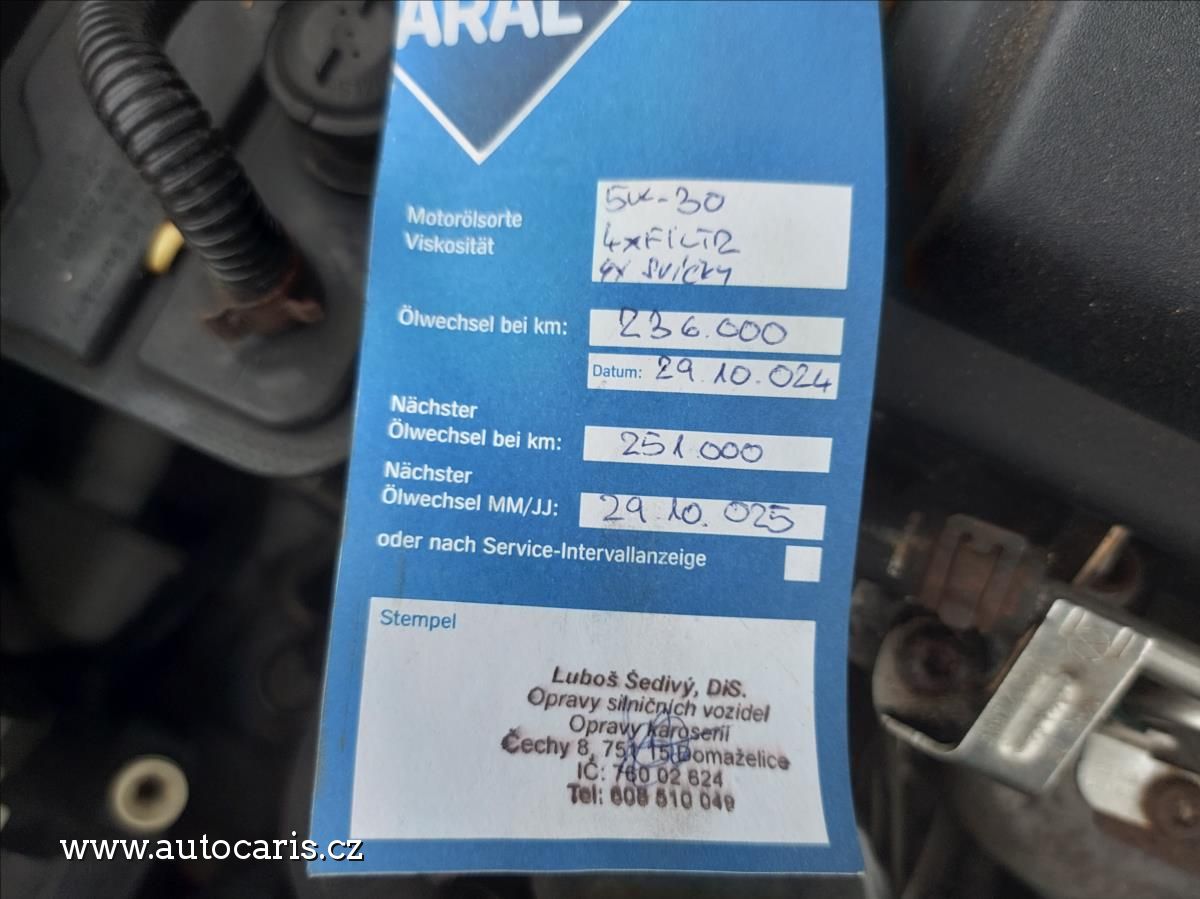 ARAL
Motorölsorte
Viskosität
5W-30
4xFILTR
4x SVÍČKY
Ölwechsel bei km: 236.000
Datum: 29.10.024
Nächster
Ölwechsel bei km: 251.000
Nächster
Ölwechsel MM/JJ: 29.10.025
oder nach Service-Intervallanzeige
Stempel
Luboš Šedivý, DiS.
Opravy silničních vozidel
Opravy karoserií
Čechy 8, 751 15 Domaželice
IČ: 760 02 624
Tel: 608 510 049
www.autocaris.cz